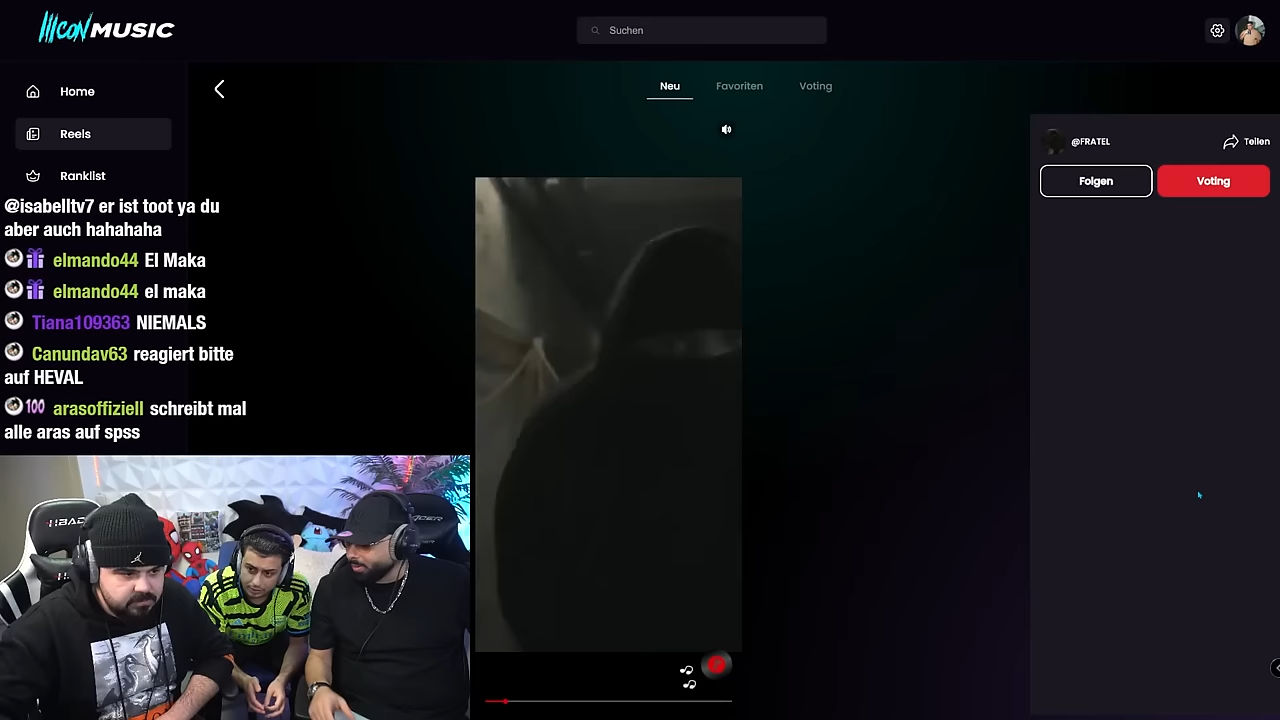 IIICON MUSIC
Suchen
Home
Reels
Ranklist
Neu
Favoriten
Voting
@FRATEL
Teilen
Folgen
Voting
@isabelltv7 er ist toot ya du
aber auch hahahaha
elmando44 El Maka
elmando44 el maka
Tiana109363 NIEMALS
Canundav63 reagiert bitte
auf HEVAL
100 arasoffiziell schreibt mal
alle aras auf spss